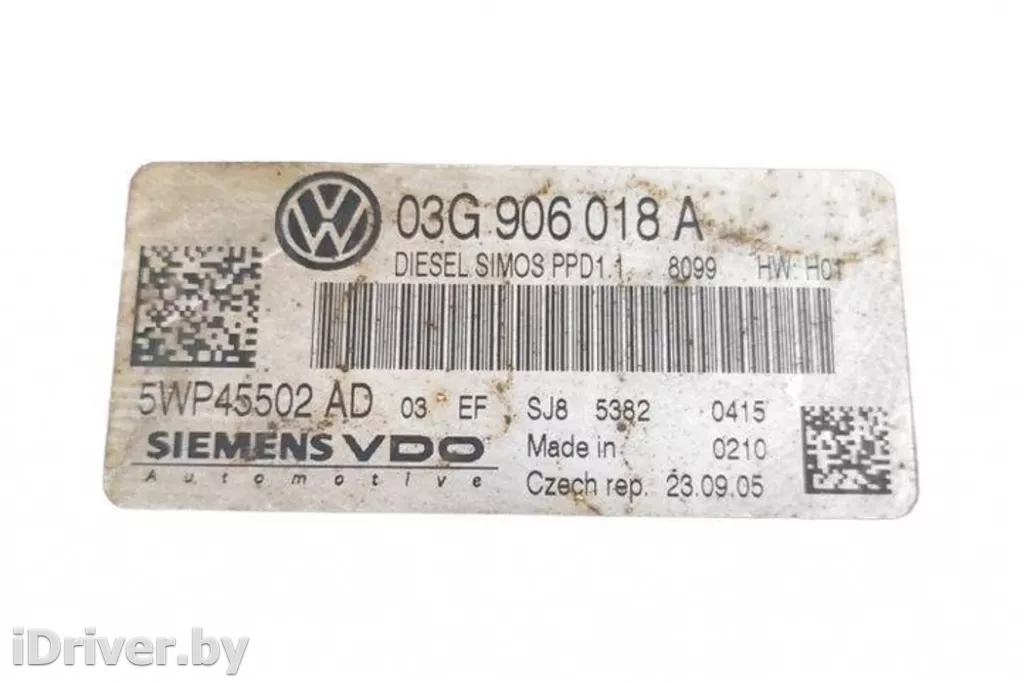 03G 906 018 A
DIESEL SIMOS PPD1.1 8099 HW: H01
5WP45502 AD 03 EF SJ8 5382 0415
SIEMENS VDO Made in 0210
Automotive Czech rep. 23.09.05
iDriver.by